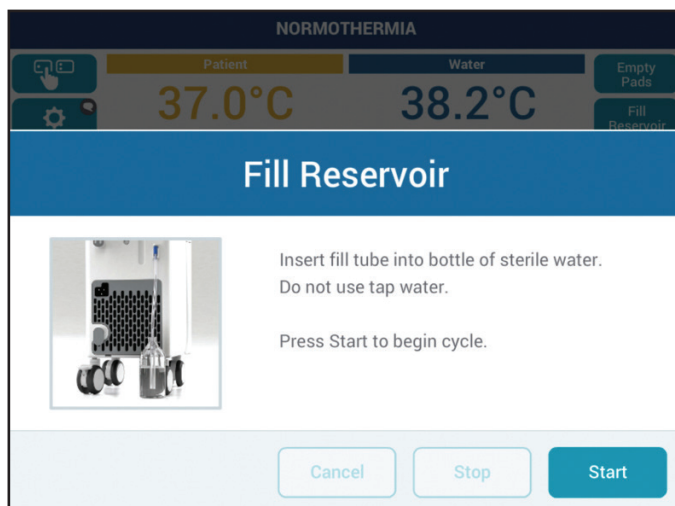 NORMOTHERMIA
Patient
Water
Empty
Pads
37.0°C
38.2°C
Fill
Reservoir
Fill Reservoir
Insert fill tube into bottle of sterile water.
Do not use tap water.
Press Start to begin cycle.
Cancel
Stop
Start